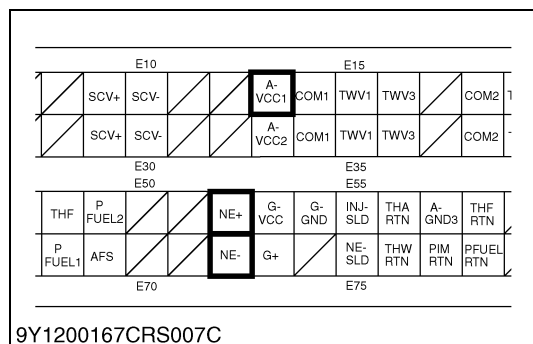 E10 E15
SCV+ SCV- A-VCC1 COM1 TWV1 TWV3 COM2
SCV+ SCV- A-VCC2 COM1 TWV1 TWV3 COM2
E30 E35
E50 E55
THF P FUEL2 NE+ G-VCC G-GND INJ-SLD THA RTN A-GND3 THF RTN
P FUEL1 AFS NE- G+ NE-SLD THW RTN PIM RTN PFUEL RTN
E70 E75
9Y1200167CRS007C